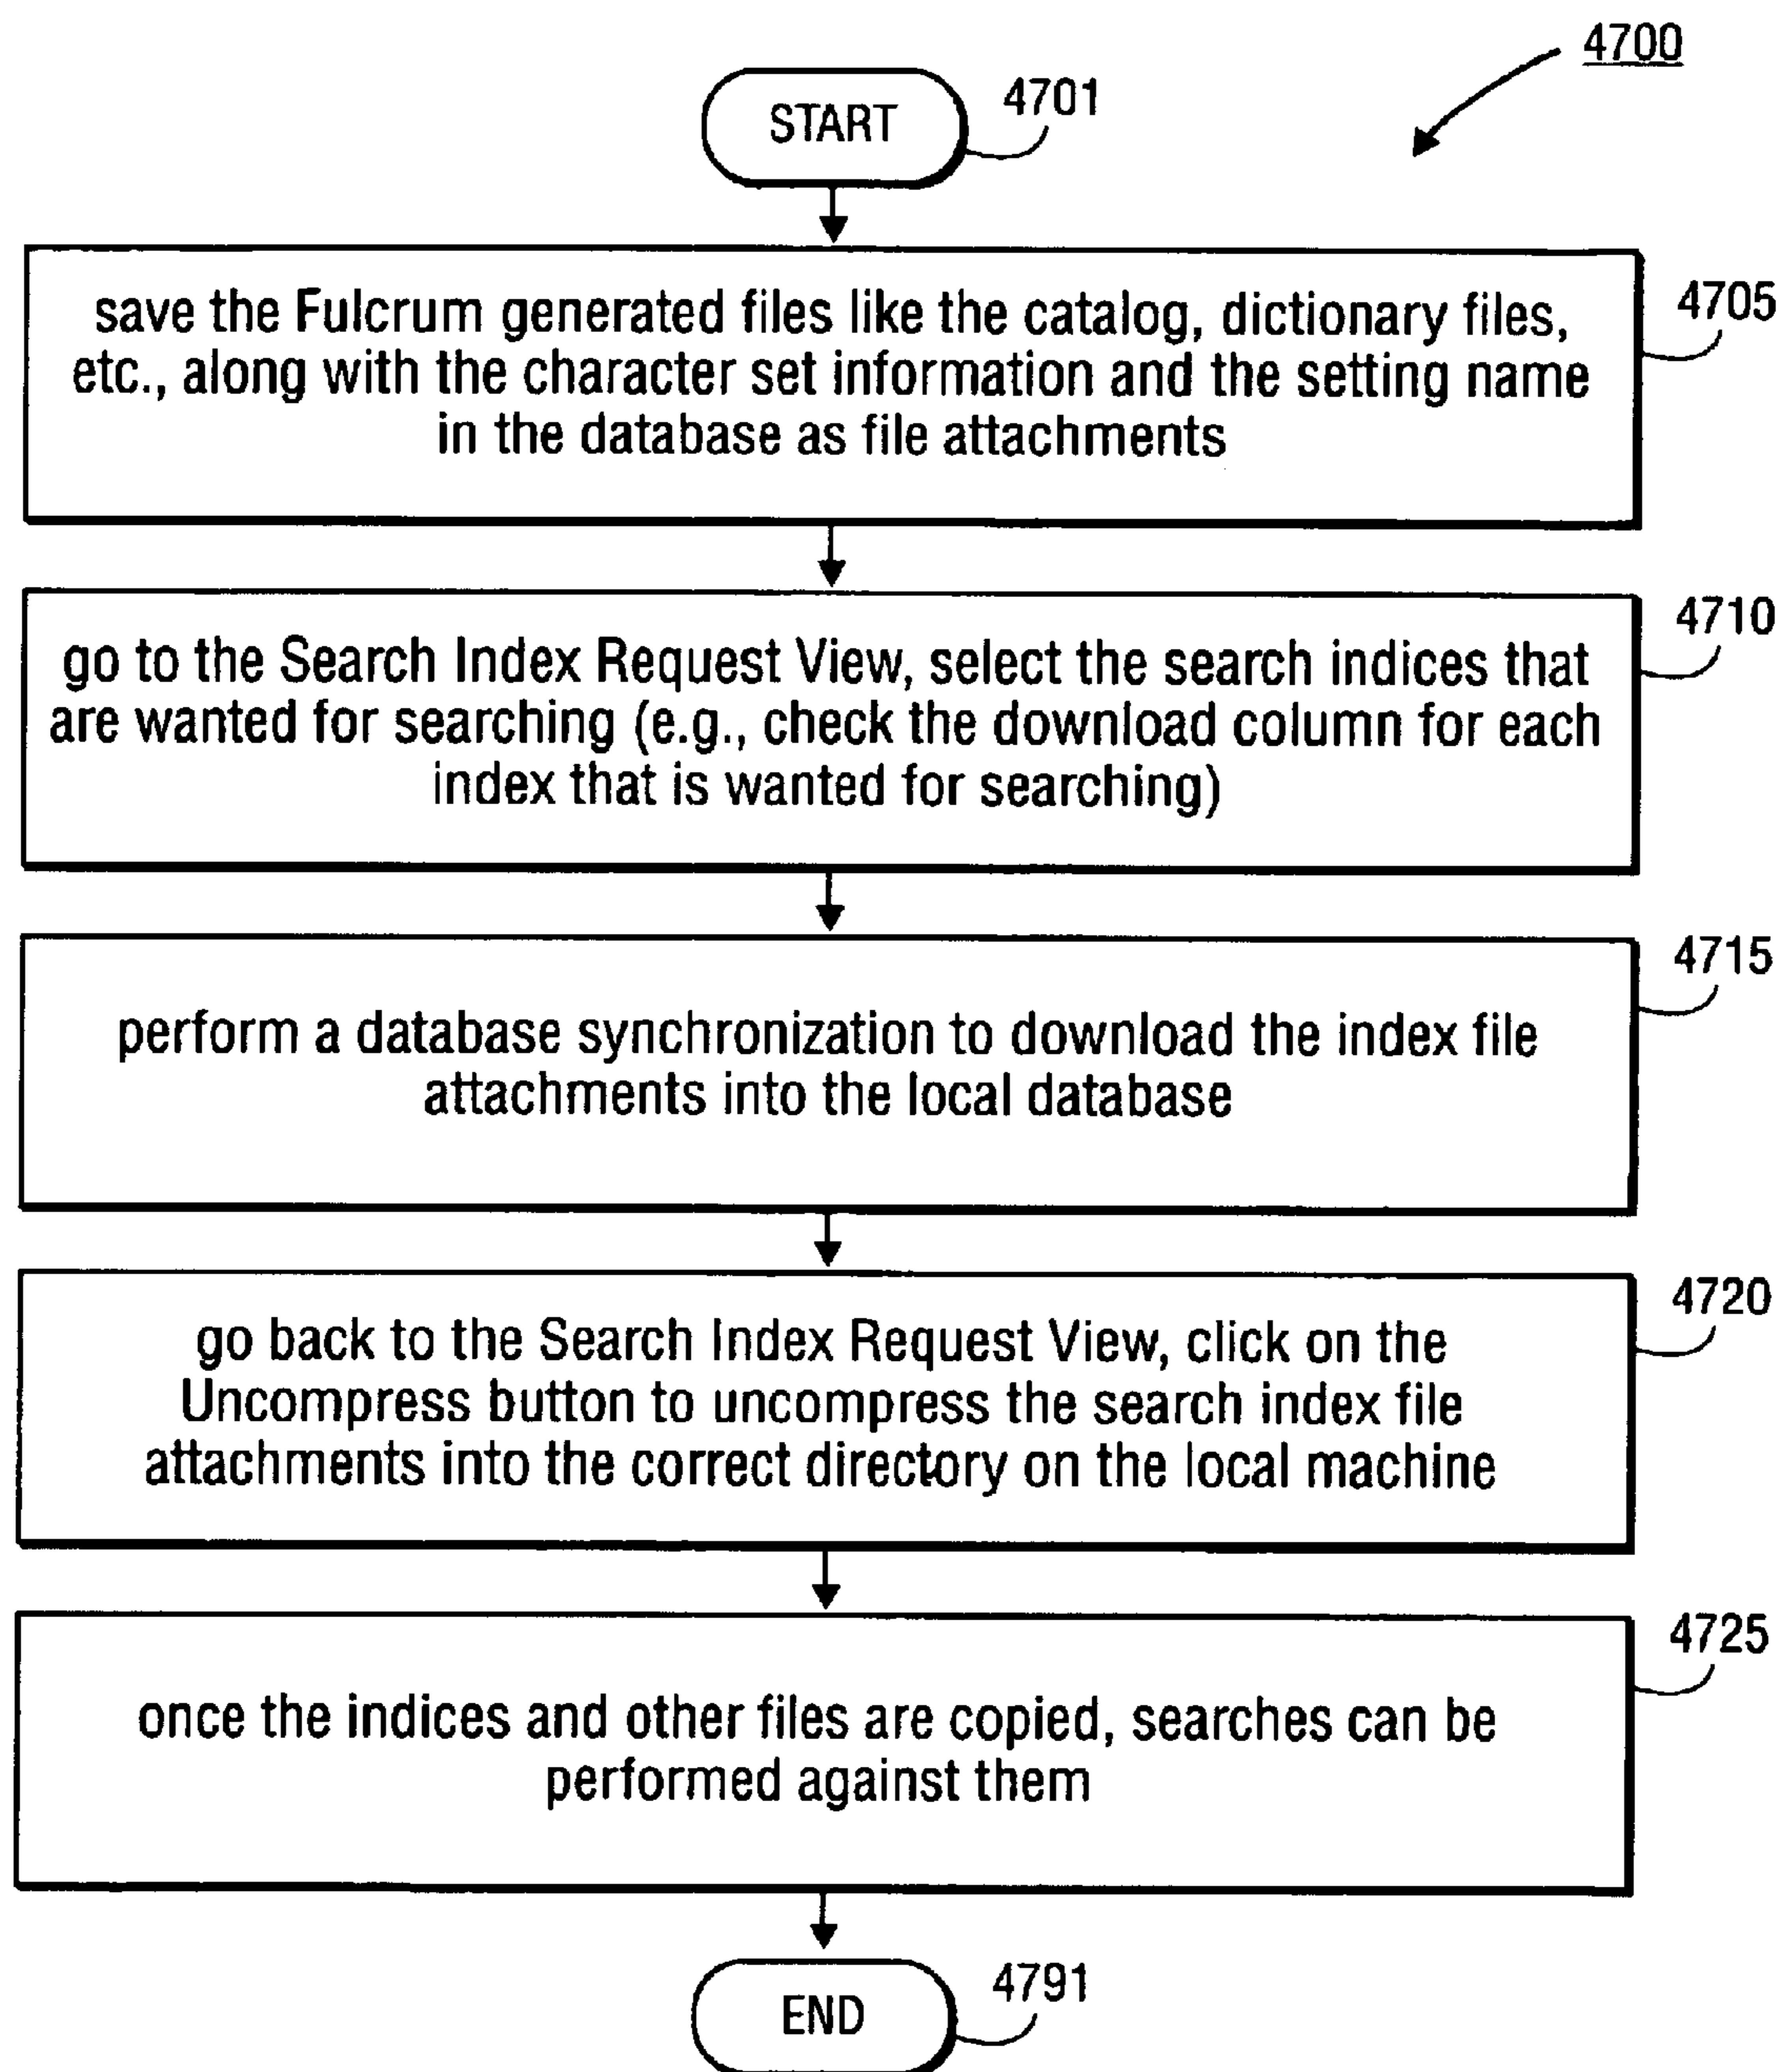 4700
START
4701
save the Fulcrum generated files like the catalog, dictionary files,
etc., along with the character set information and the setting name
in the database as file attachments
4705
go to the Search Index Request View, select the search indices that
are wanted for searching (e.g., check the download column for each
index that is wanted for searching)
4710
perform a database synchronization to download the index file
attachments into the local database
4715
go back to the Search Index Request View, click on the
Uncompress button to uncompress the search index file
attachments into the correct directory on the local machine
4720
once the indices and other files are copied, searches can be
performed against them
4725
END
4791